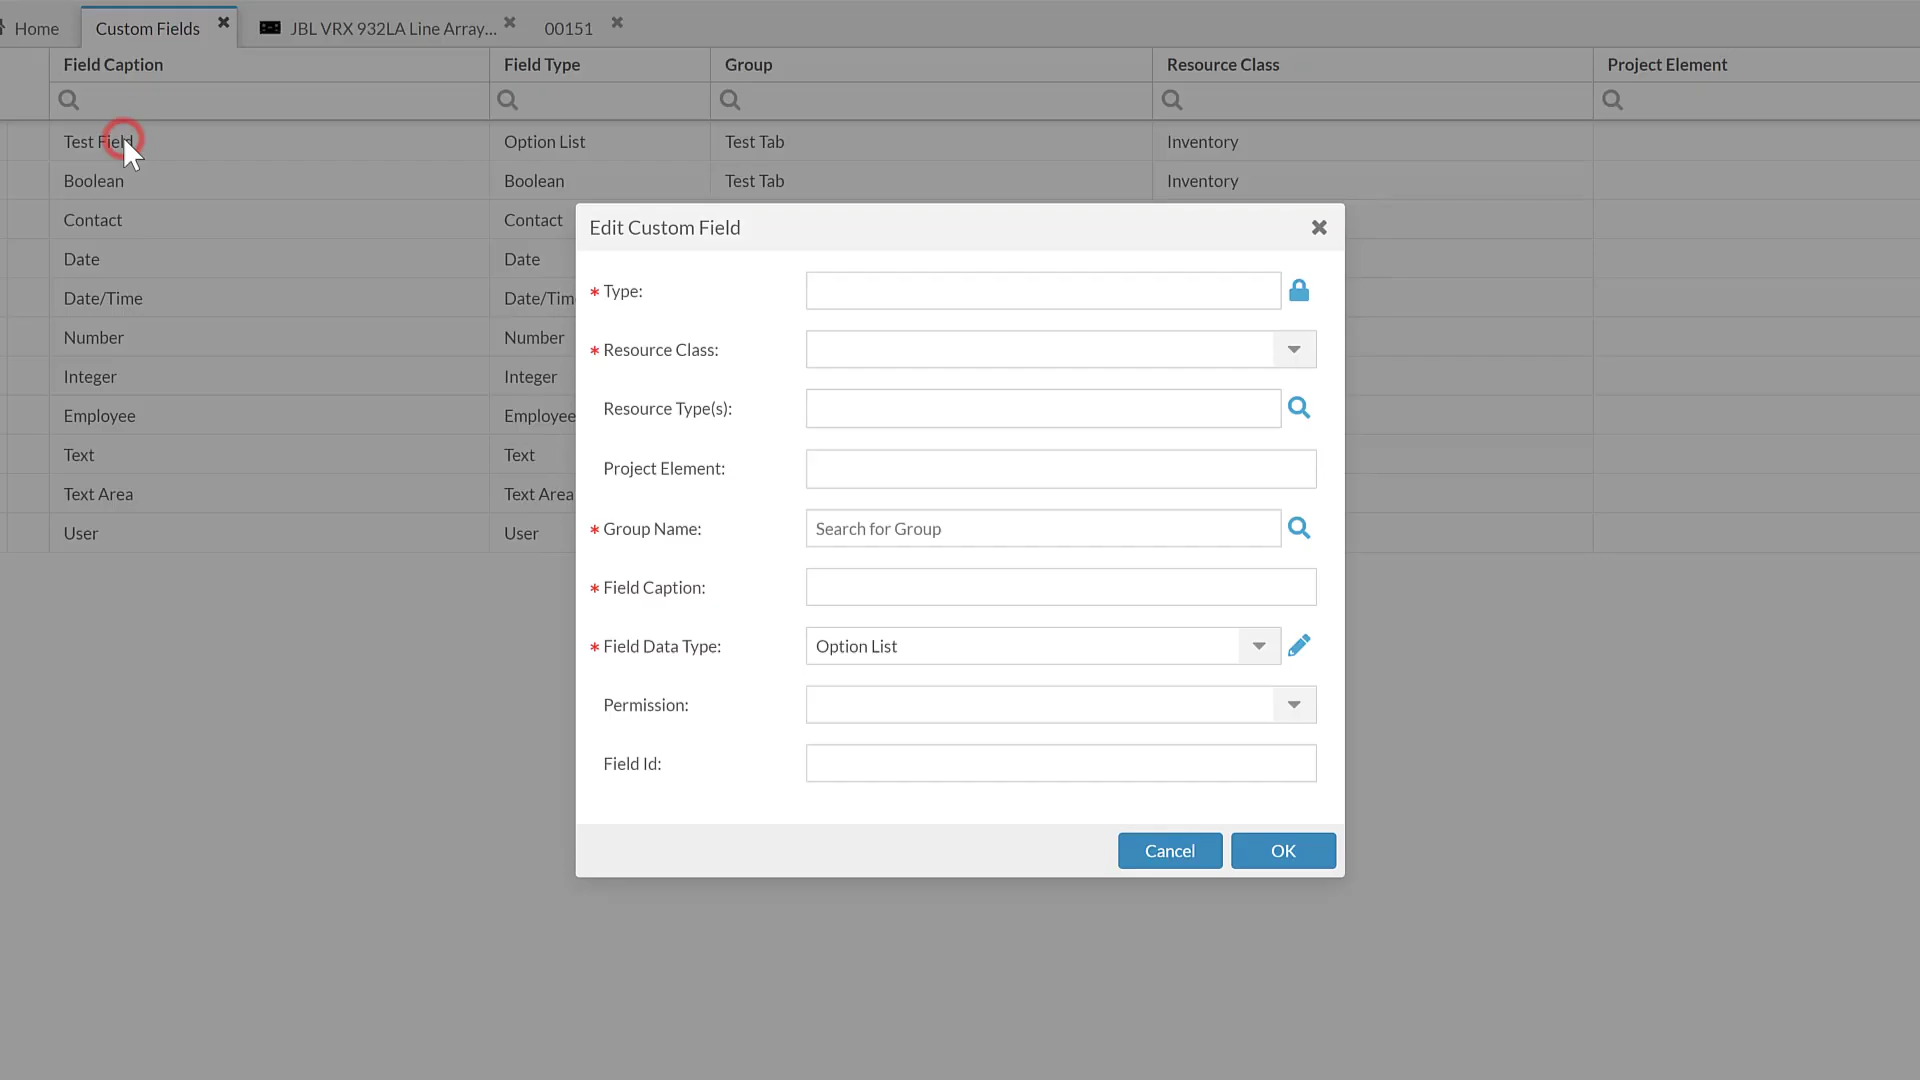 Home
Custom Fields
JBL VRX 932LA Line Array...
00151
Field Caption
Field Type
Group
Resource Class
Project Element
Test Field
Option List
Test Tab
Inventory
Boolean
Boolean
Test Tab
Inventory
Contact
Contact
Date
Date
Date/Time
Date/Tim
Number
Number
Integer
Integer
Employee
Employee
Text
Text
Text Area
Text Area
User
User
Edit Custom Field
* Type:
* Resource Class:
Resource Type(s):
Project Element:
* Group Name:
Search for Group
* Field Caption:
* Field Data Type:
Option List
Permission:
Field Id:
Cancel
OK